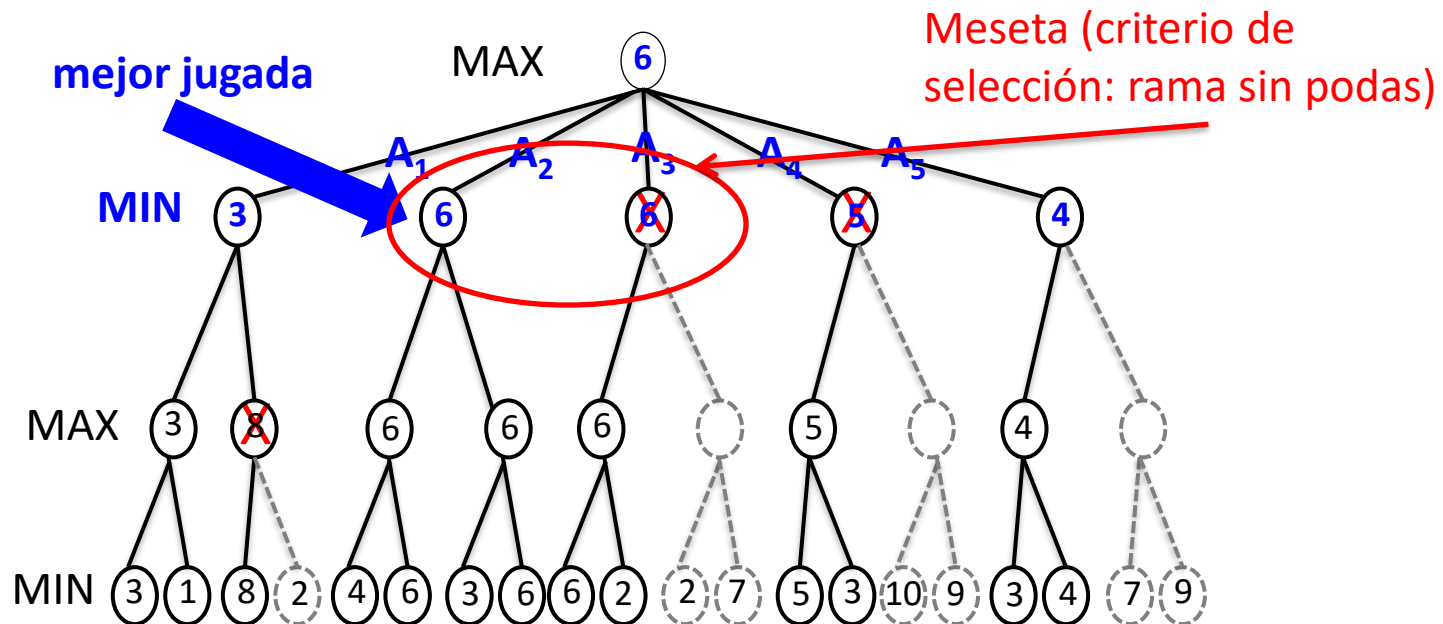 Meseta (criterio de
selección: rama sin podas)
mejor jugada
MAX 6
A1 A2 A3 A4 A5
MIN 3 6 6 5 4
MAX 3 8 6 6 6 5 4
MIN 3 1 8 2 4 6 3 6 6 2 2 7 5 3 10 9 3 4 7 9